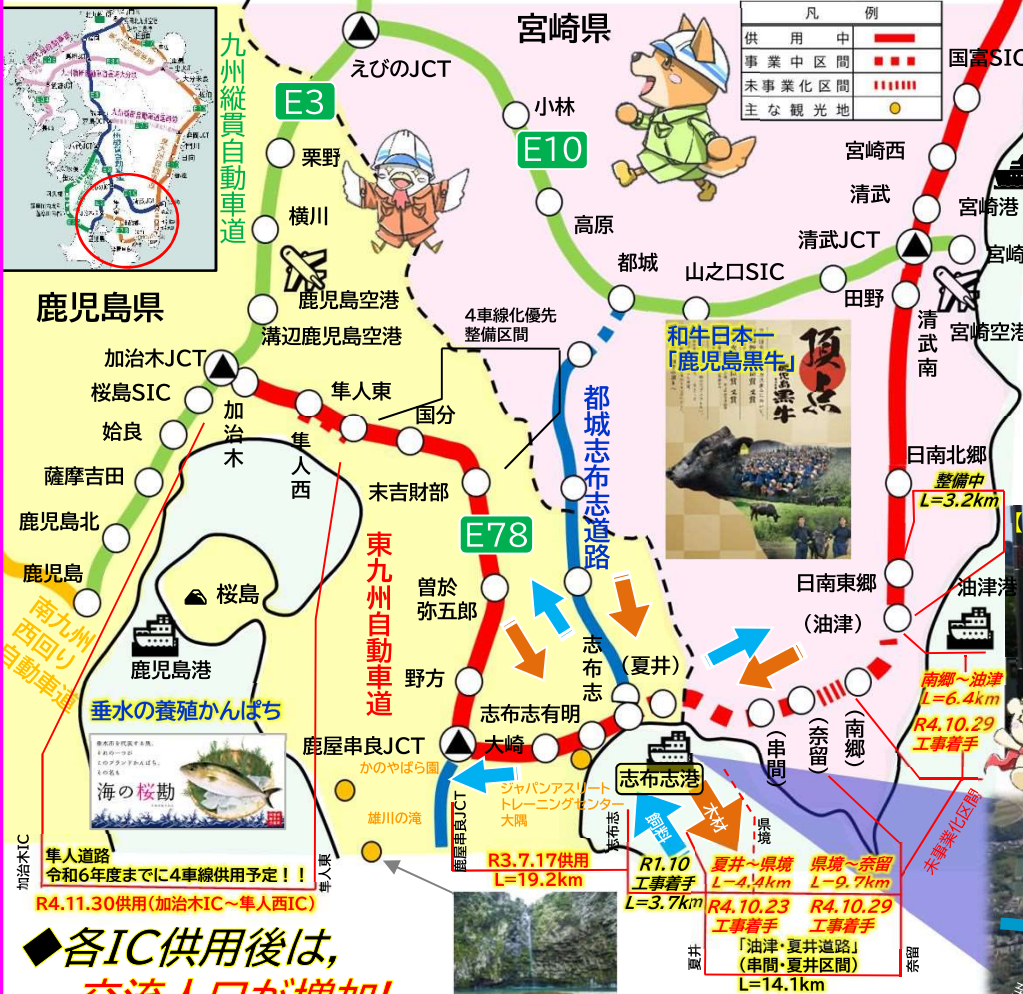 宮崎県
凡 例
供用中
事業中区間
未事業化区間
主な観光地
九州縦貫自動車道
E3
えびのJCT
小林
E10
高原
都城
山之口SIC
国富SIC
宮崎西
清武
宮崎港
清武JCT
宮崎
田野
清武南
宮崎空港
栗野
横川
鹿児島空港
溝辺鹿児島空港
鹿児島県
加治木JCT
桜島SIC
加治木
姶良
隼人東
隼人西
国分
4車線化優先
整備区間
薩摩吉田
鹿児島北
鹿児島
南九州
西回り
自動車道
末吉財部
E78
都城志布志道路
和牛日本一
「鹿児島黒牛」
頂点
鹿児島黒牛
日南北郷
整備中
L=3.2km
日南東郷
(油津)
油津港
桜島
鹿児島港
東九州自動車道
曽於
弥五郎
野方
志布志
(夏井)
志布志有明
鹿屋串良JCT
大崎
かのやばら園
雄川の滝
ジャパンアスリート
トレーニングセンター
大隅
志布志港
飼料
木材
県境
(串間)
(奈留)
(南郷)
南郷～油津
L=6.4km
R4.10.29
工事着手
未事業化区間
垂水の養殖かんぱち
海の桜勘
加治木IC
隼人道路
令和6年度までに4車線供用予定！！
隼人東
R4.11.30供用(加治木IC～隼人西IC)
鹿屋串良JCT
R3.7.17供用
L=19.2km
志布志
R1.10
工事着手
L=3.7km
夏井～県境
L=4.4km
R4.10.23
工事着手
県境～奈留
L=9.7km
R4.10.29
工事着手
夏井
「油津・夏井道路」
(串間・夏井区間)
L=14.1km
奈留
◆各IC供用後は，
交流人口が増加！